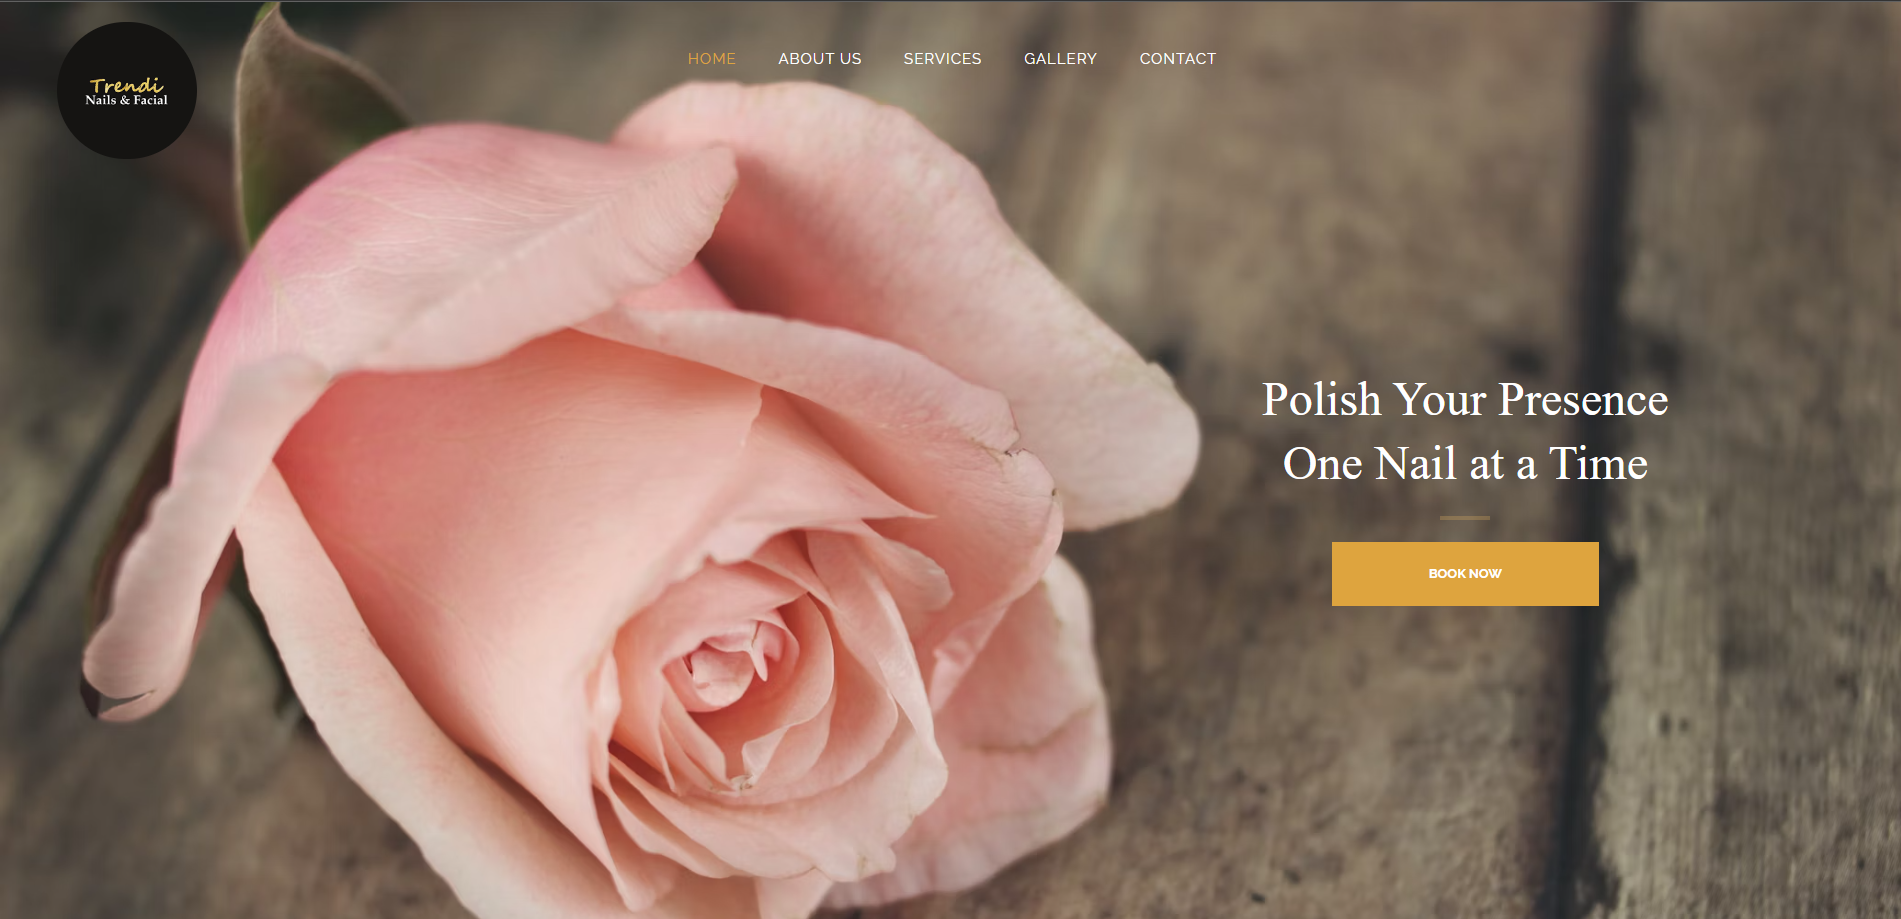 Trendi
Nails & Facial
HOME ABOUT US SERVICES GALLERY CONTACT
Polish Your Presence
One Nail at a Time
BOOK NOW